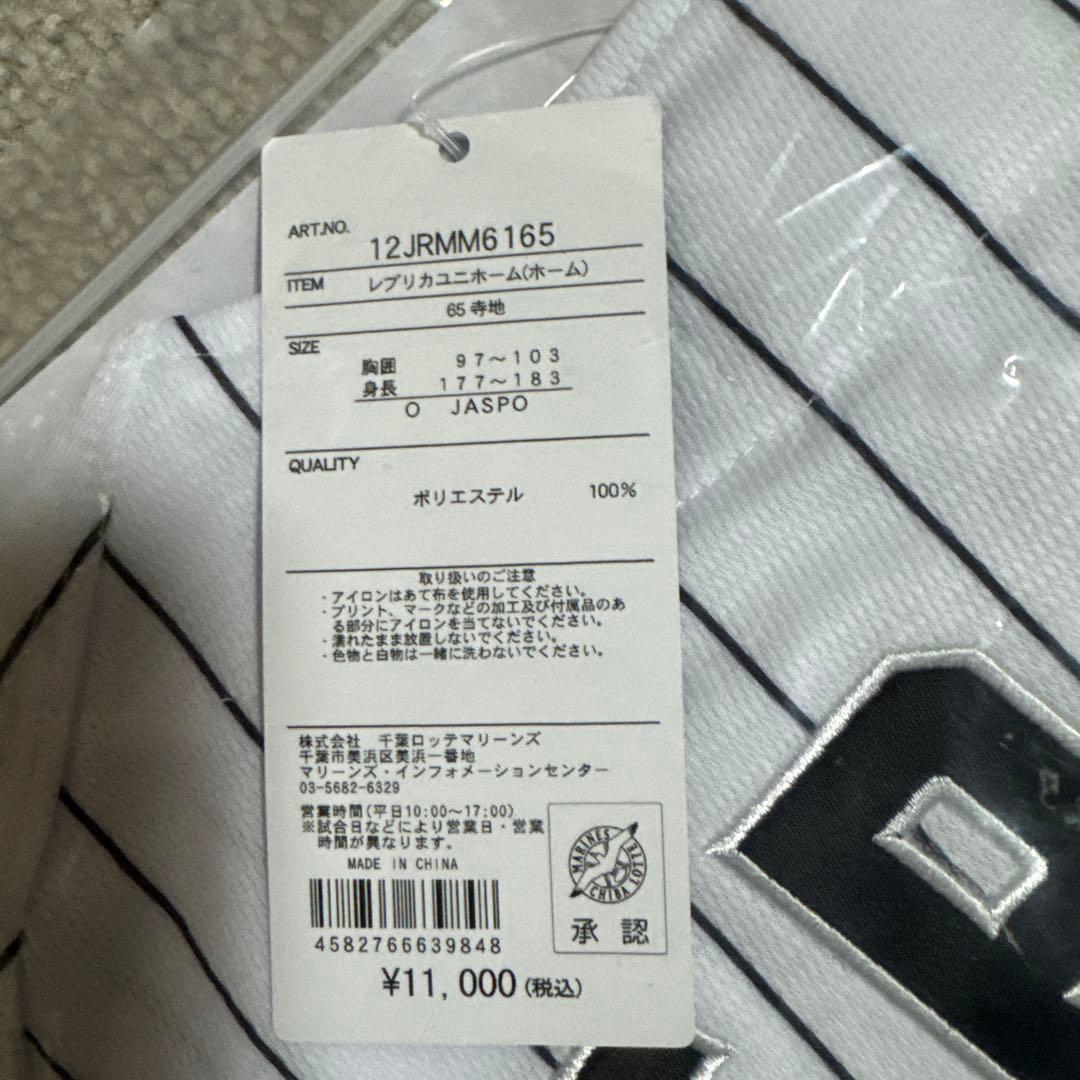 ART.NO. 12JRMM6165
ITEM レプリカユニホーム(ホーム)
65 寺地
SIZE
胸囲 97～103
身長 177～183
O JASPO
QUALITY
ポリエステル 100%
取り扱いのご注意
・アイロンはあて布を使用してください。
・プリント、マークなどの加工及び付属品のあ
る部分にアイロンを当てないでください。
・濡れたまま放置しないでください。
・色物と白物は一緒に洗わないでください。
株式会社 千葉ロッテマリーンズ
千葉市美浜区美浜一番地
マリーンズ・インフォメーションセンター
03-5682-6329
営業時間(平日10:00～17:00)
※試合日などにより営業日・営業
時間が異なります。
MADE IN CHINA
4582766639848
¥11,000(税込)
MARINES
CHIBA LOTTE
承認